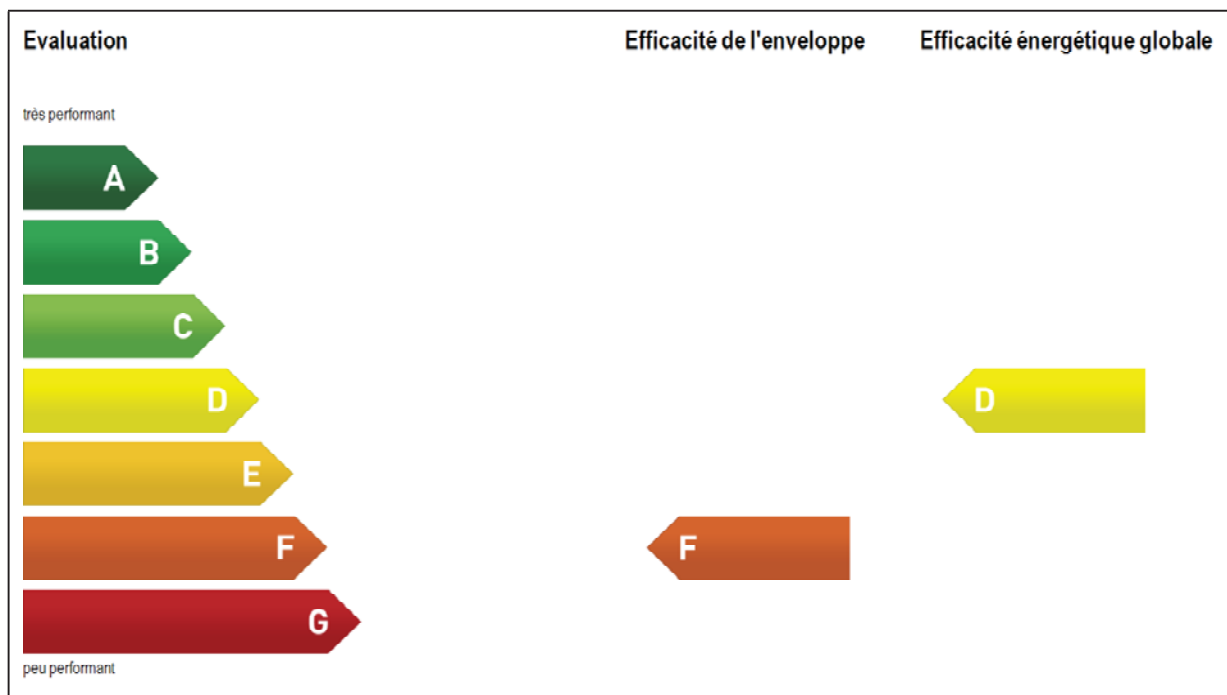 Evaluation
Efficacité de l'enveloppe
Efficacité énergétique globale
très performant
A
B
C
D
D
E
F
F
G
peu performant